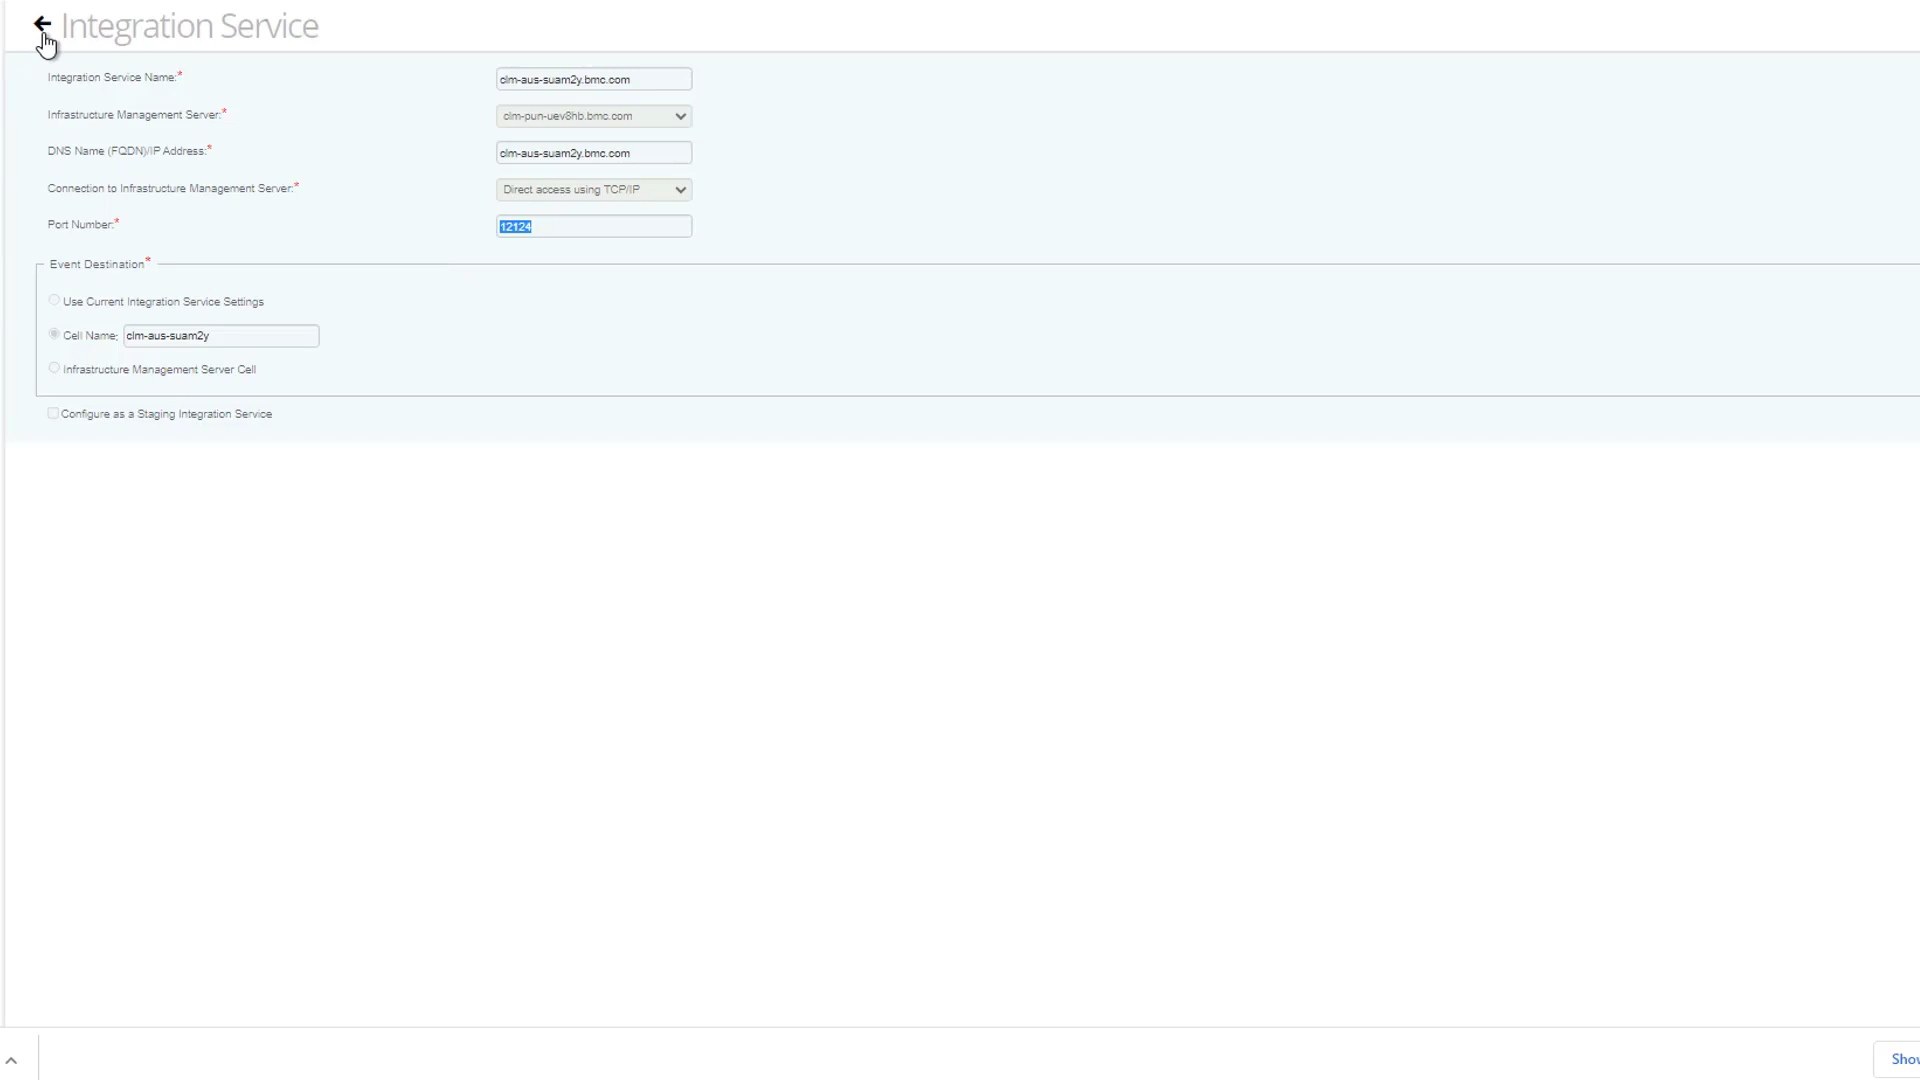 Integration Service
Integration Service Name:* clm-aus-suam2y.bmc.com
Infrastructure Management Server:* clm-pun-uev8hb.bmc.com
DNS Name (FQDN)/IP Address:* clm-aus-suam2y.bmc.com
Connection to Infrastructure Management Server:* Direct access using TCP/IP
Port Number:* 12124
Event Destination*
Use Current Integration Service Settings
Cell Name: clm-aus-suam2y
Infrastructure Management Server Cell
Configure as a Staging Integration Service